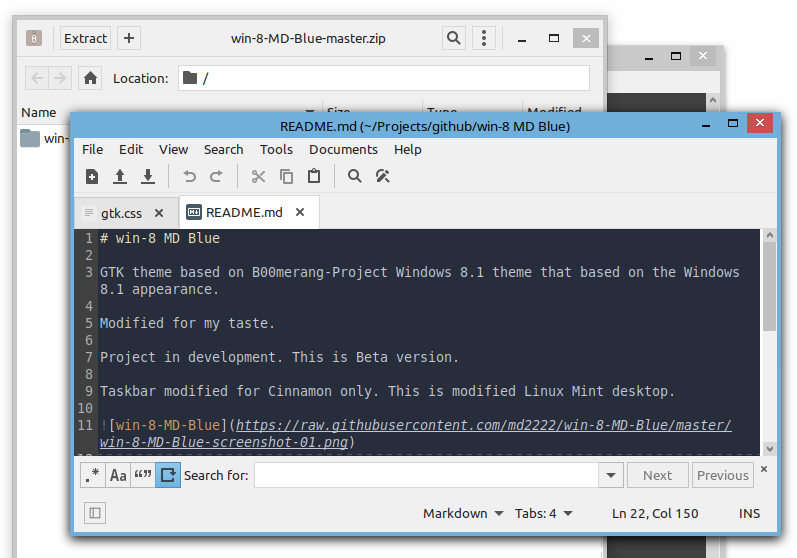 Extract
win-8-MD-Blue-master.zip
Location:
/
Name
Size
Type
Modified
win-
README.md (~/Projects/github/win-8 MD Blue)
File Edit View Search Tools Documents Help
gtk.css
README.md
1 # win-8 MD Blue
2
3 GTK theme based on B00merang-Project Windows 8.1 theme that based on the Windows
8.1 appearance.
4
5 Modified for my taste.
6
7 Project in development. This is Beta version.
8
9 Taskbar modified for Cinnamon only. This is modified Linux Mint desktop.
10
11 ![win-8-MD-Blue](https://raw.githubusercontent.com/md2222/win-8-MD-Blue/master/
win-8-MD-Blue-screenshot-01.png)
.* Aa “” Search for: Next Previous
Markdown Tabs: 4 Ln 22, Col 150 INS